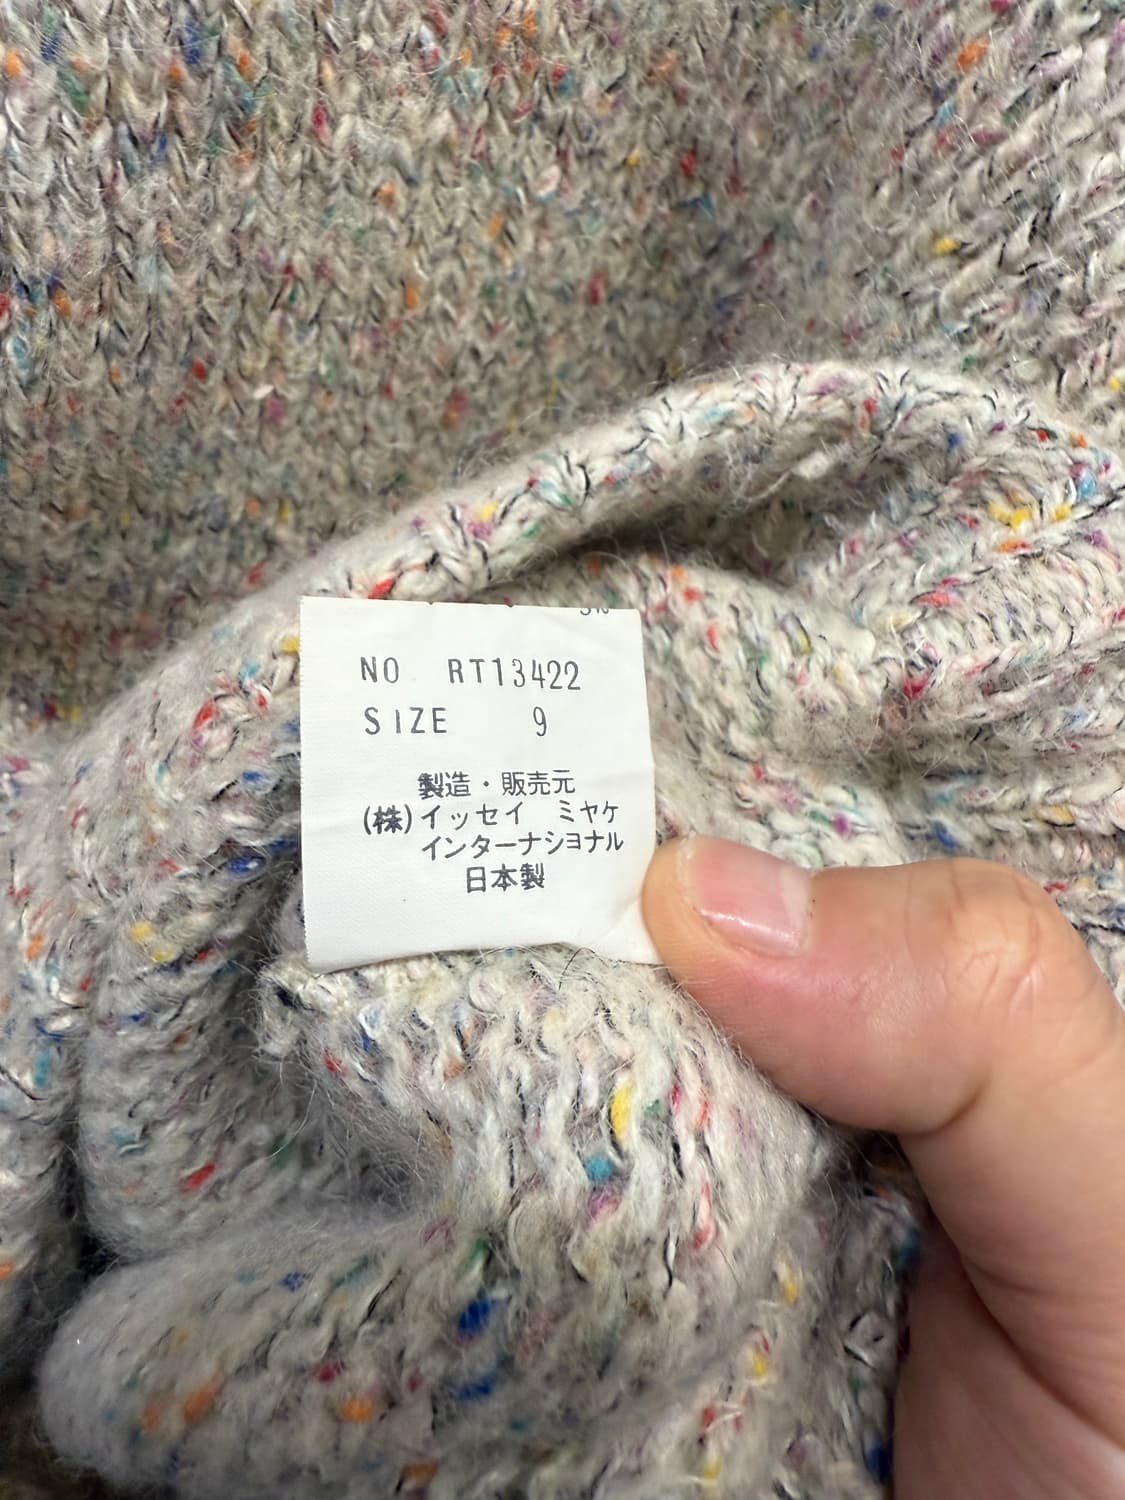 NO RT13422
SIZE 9
製造・販売元
(株)イッセイ ミヤケ
インターナショナル
日本製